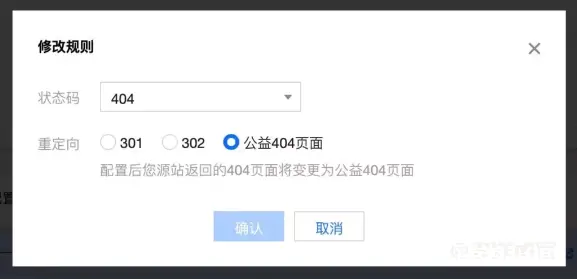 修改规则
状态码 404
重定向 301 302 公益404页面
配置后您源站返回的404页面将变更为公益404页面
确认 取消